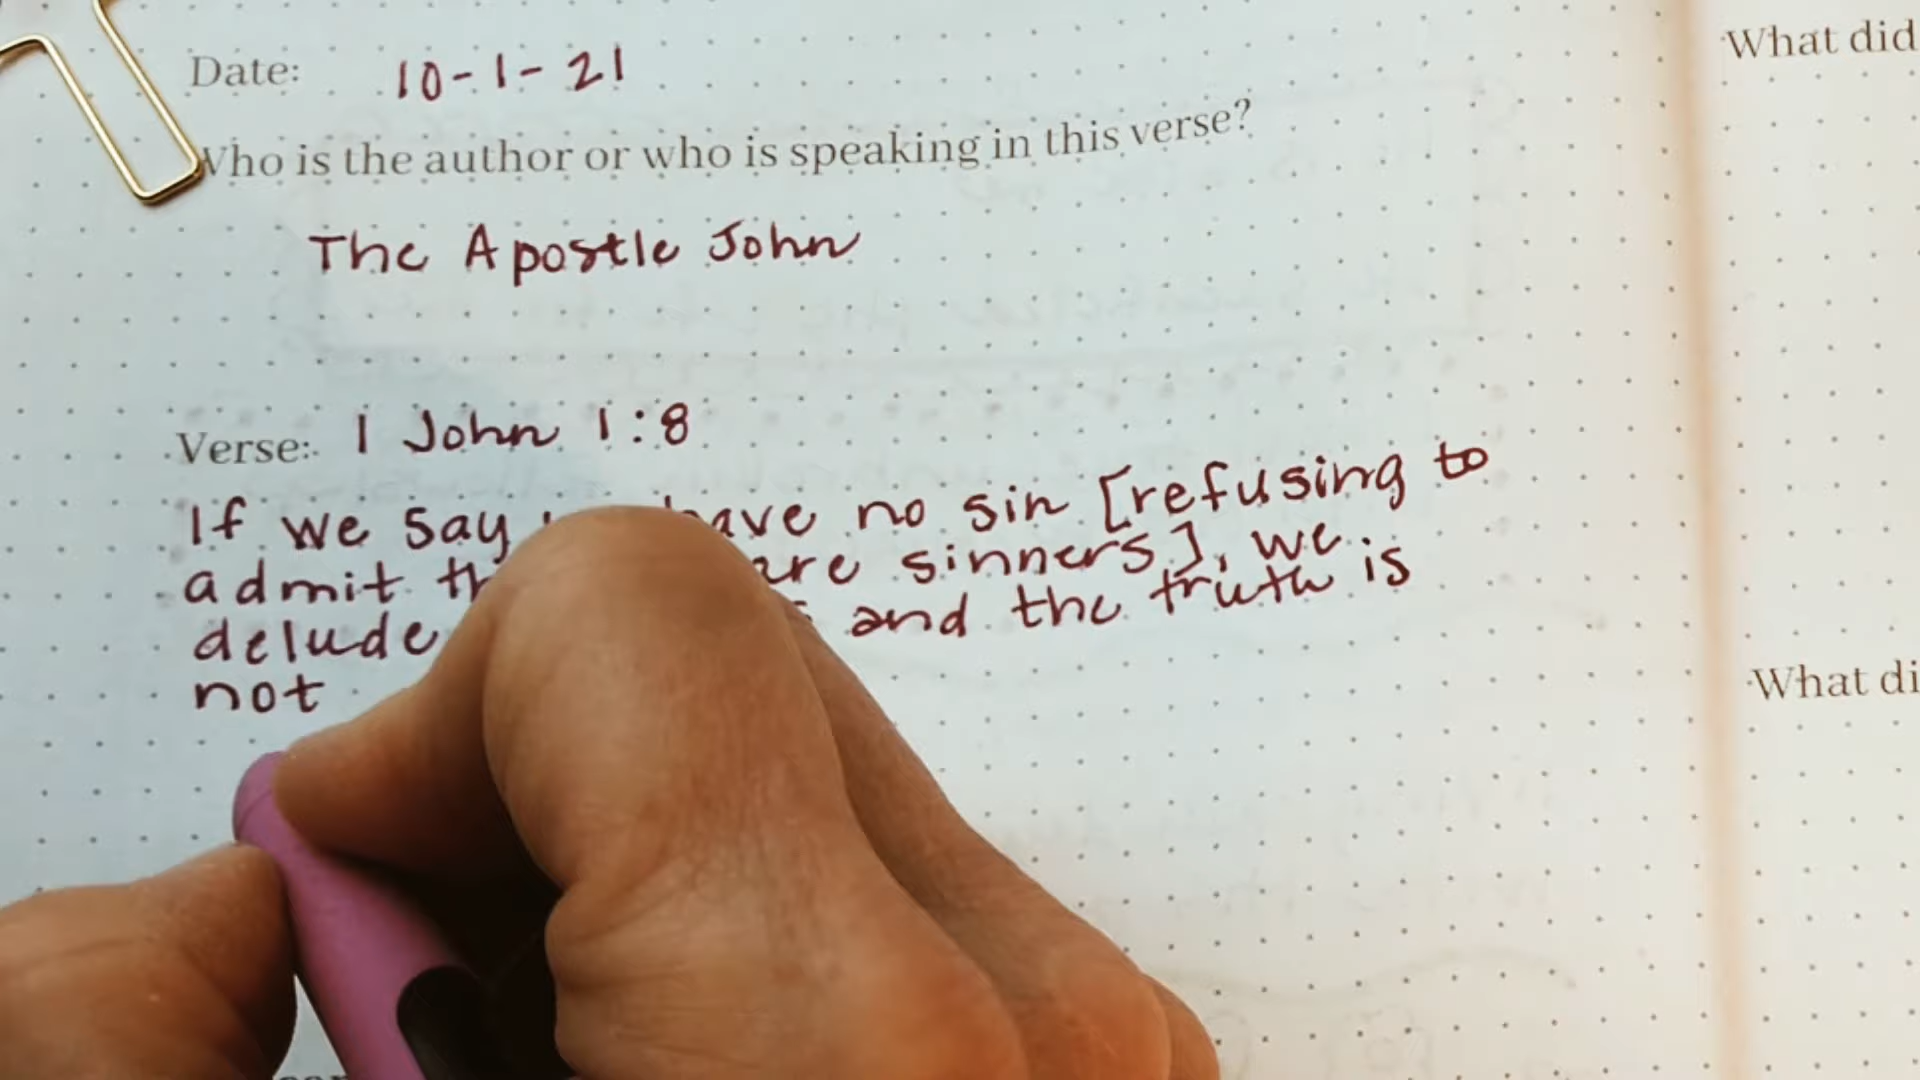 Date: 10-1-21
Who is the author or who is speaking in this verse?
The Apostle John
Verse: 1 John 1:8
If we say have no sin [refusing to
admit are sinners], we
delude and the truth is
not
What did
What di